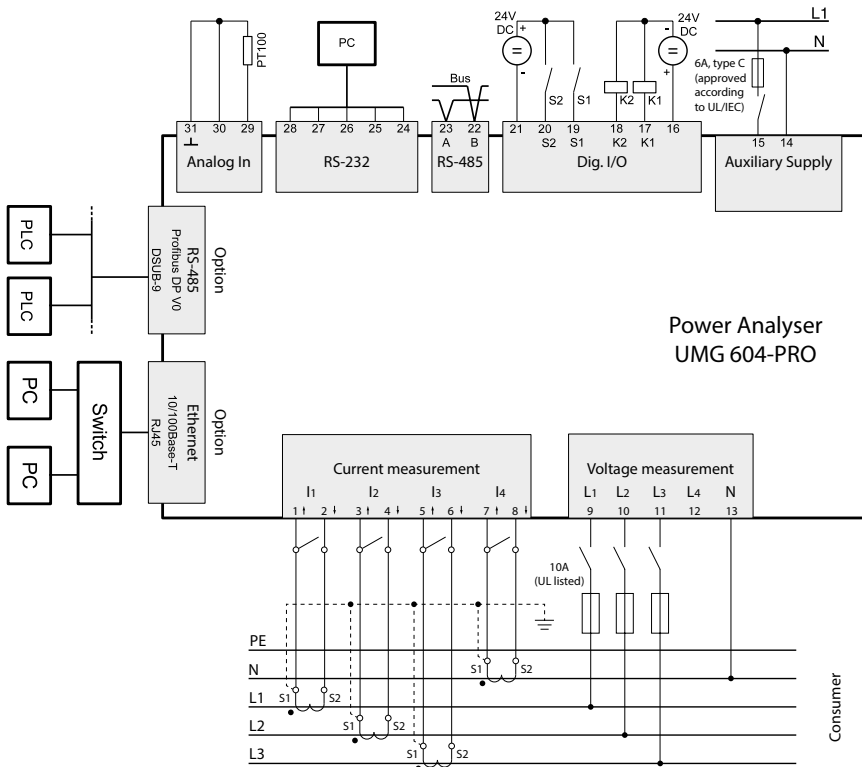 24V
DC
+
-
24V
DC
-
+
L1
N
PT100
PC
Bus
S2
S1
K2
K1
6A, type C
(approved
according
to UL/IEC)
31 30 29
28 27 26 25 24
23 22
A B
21 20 19 18 17 16
S2 S1 K2 K1
15 14
Analog In
RS-232
RS-485
Dig. I/O
Auxiliary Supply
PLC
PLC
RS-485
Profibus DP V0
DSUB-9
Option
Power Analyser
UMG 604-PRO
PC
PC
Switch
Ethernet
10/100Base-T
RJ45
Option
Current measurement
I1 I2 I3 I4
1 2 3 4 5 6 7 8
Voltage measurement
L1 L2 L3 L4 N
9 10 11 12 13
10A
(UL listed)
PE
N
L1
L2
L3
S1 S2
S1 S2
S1 S2
S1 S2
Consumer